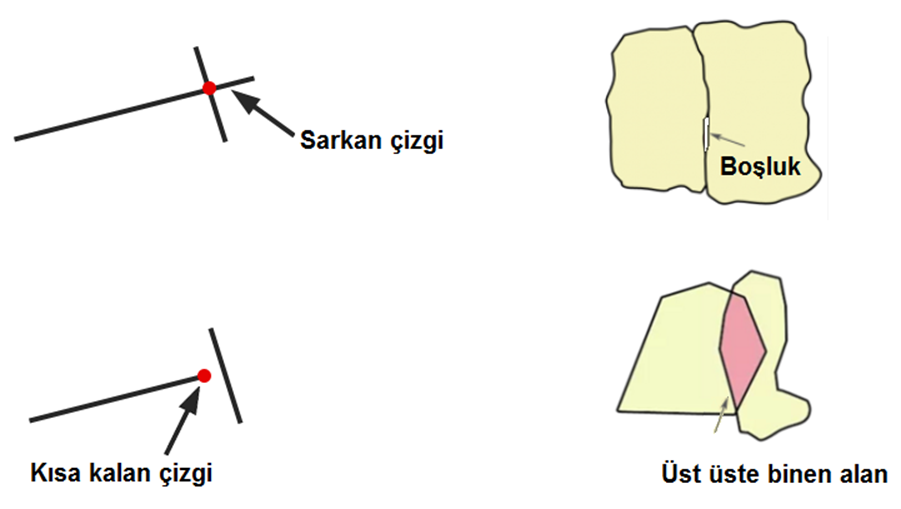 Sarkan çizgi
Boşluk
Kısa kalan çizgi
Üst üste binen alan